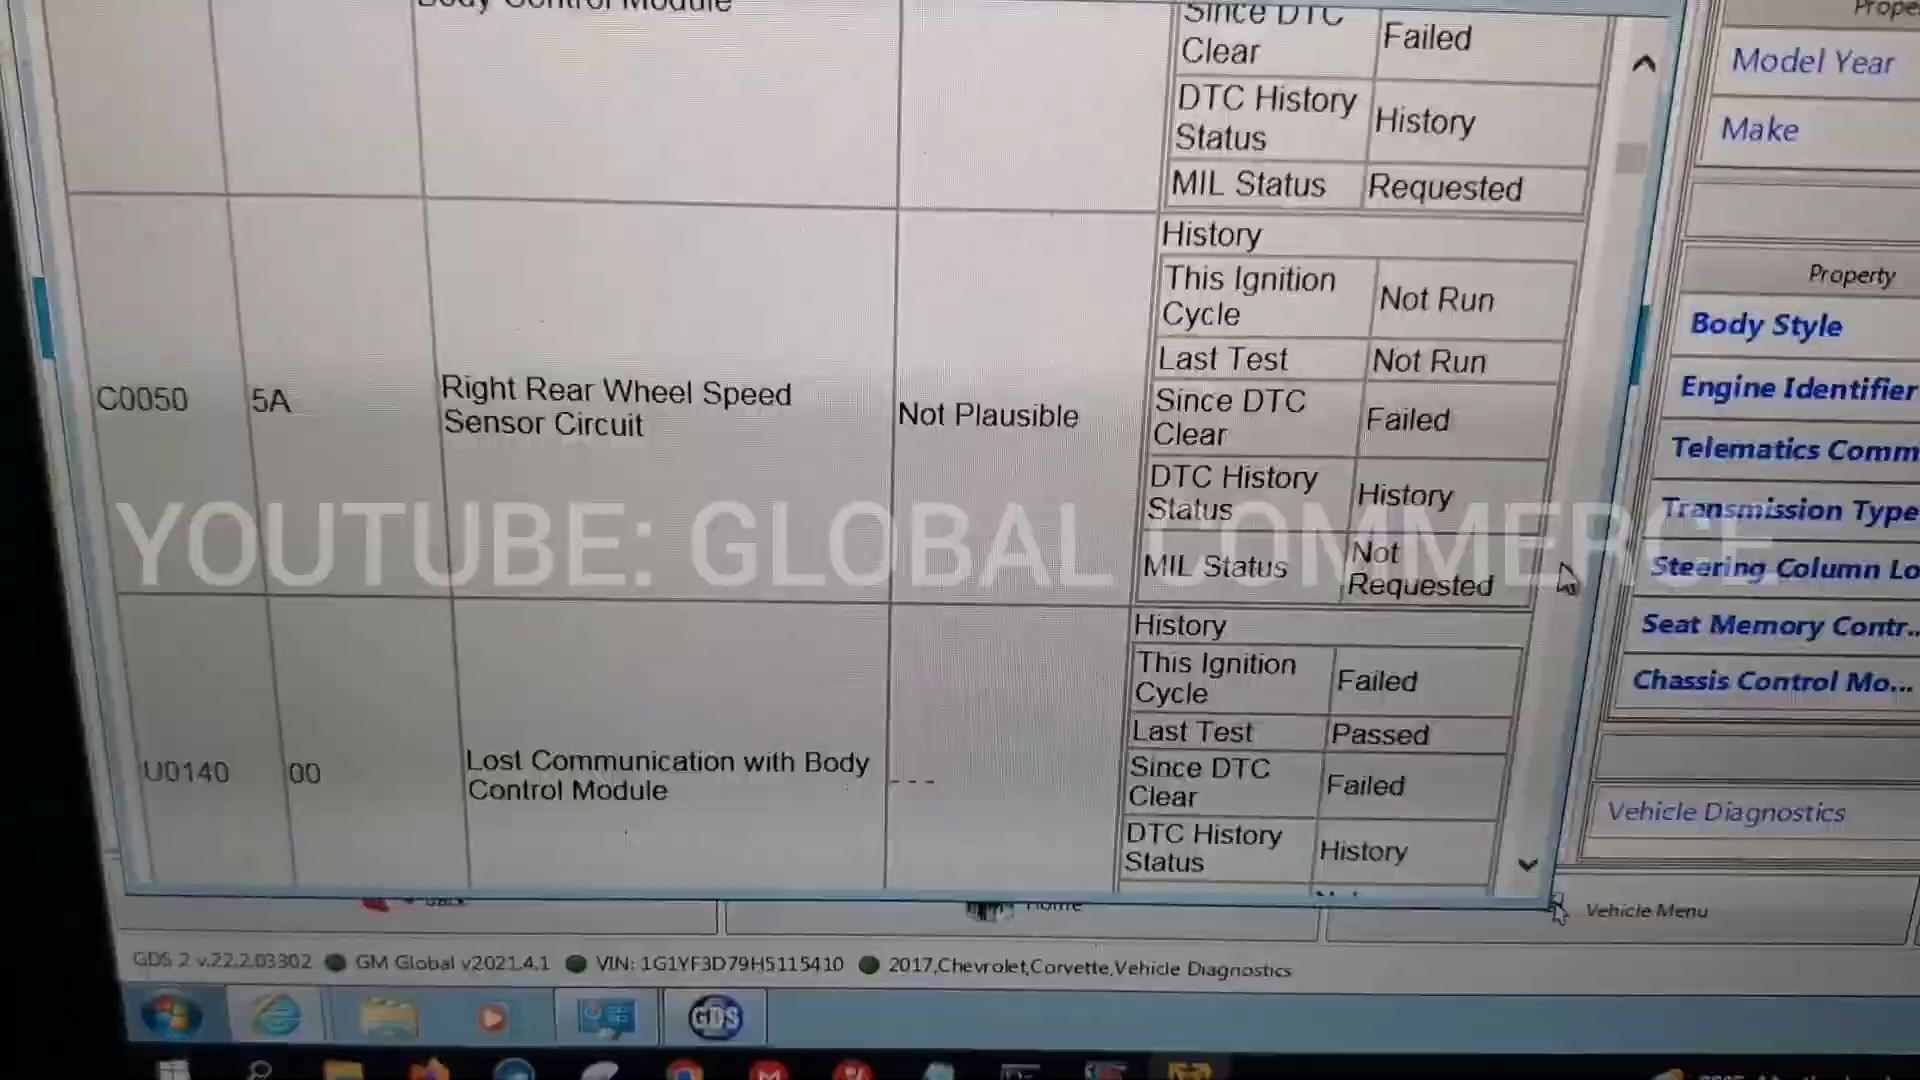 Body Control Module
Since DTC
Clear
Failed
DTC History
Status
History
MIL Status
Requested
C0050
5A
Right Rear Wheel Speed
Sensor Circuit
Not Plausible
History
This Ignition
Cycle
Not Run
Last Test
Not Run
Since DTC
Clear
Failed
DTC History
Status
History
MIL Status
Not
Requested
U0140
00
Lost Communication with Body
Control Module
----
History
This Ignition
Cycle
Failed
Last Test
Passed
Since DTC
Clear
Failed
DTC History
Status
History
Model Year
Make
Property
Body Style
Engine Identifier
Telematics Comm
Transmission Type
Steering Column Lo
Seat Memory Contr...
Chassis Control Mo...
Vehicle Diagnostics
YOUTUBE: GLOBAL COMMERCE
Back
Home
Vehicle Menu
GDS 2 v.22.2.03302
GM Global v2021.4.1
VIN: 1G1YF3D79H5115410
2017,Chevrolet,Corvette,Vehicle Diagnostics
GDS